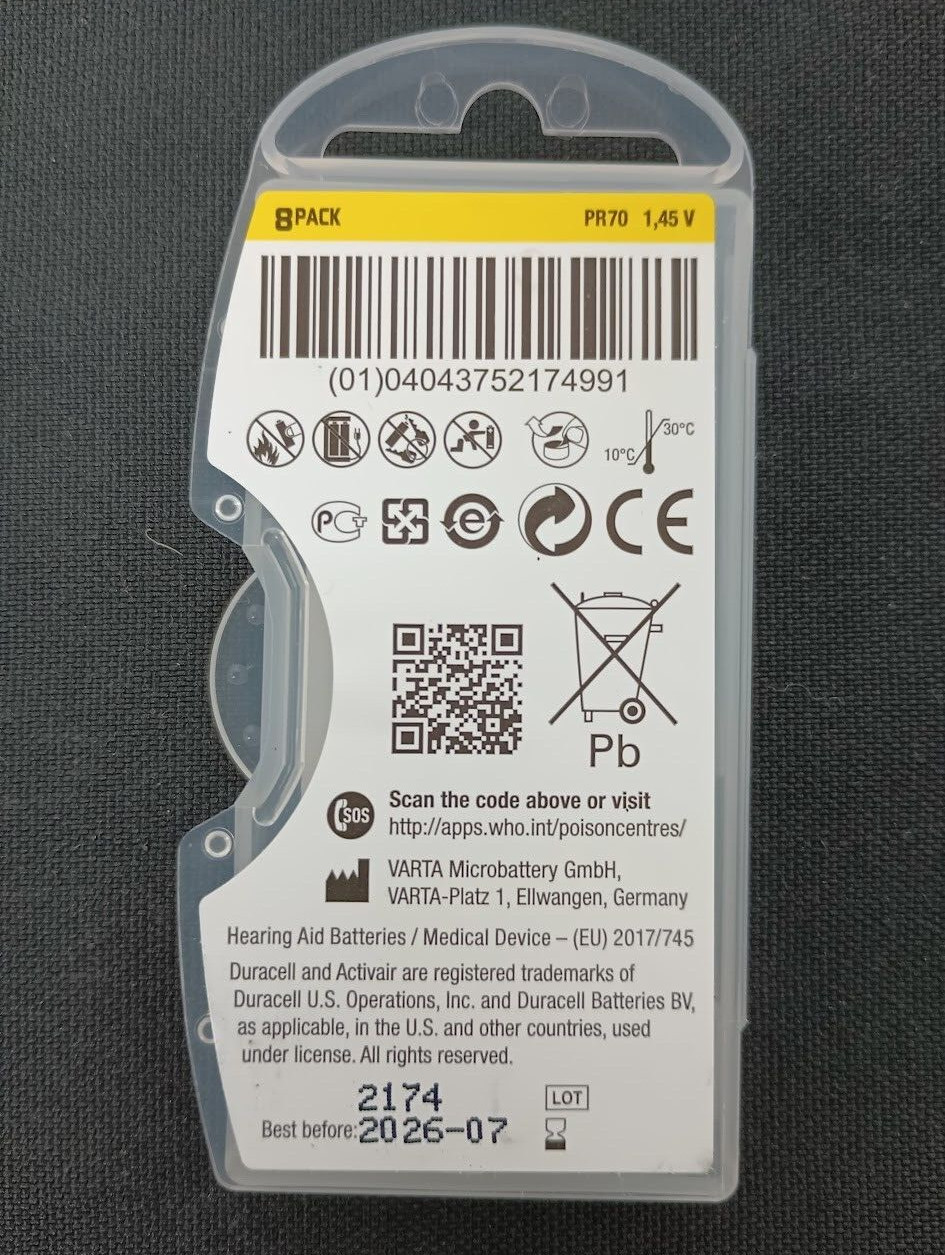 8PACK PR70 1,45 V
(01)04043752174991
30°C
10°C
PCT e CE
Pb
SOS
Scan the code above or visit
http://apps.who.int/poisoncentres/
VARTA Microbattery GmbH,
VARTA-Platz 1, Ellwangen, Germany
Hearing Aid Batteries / Medical Device – (EU) 2017/745
Duracell and Activair are registered trademarks of
Duracell U.S. Operations, Inc. and Duracell Batteries BV,
as applicable, in the U.S. and other countries, used
under license. All rights reserved.
2174 LOT
Best before: 2026-07